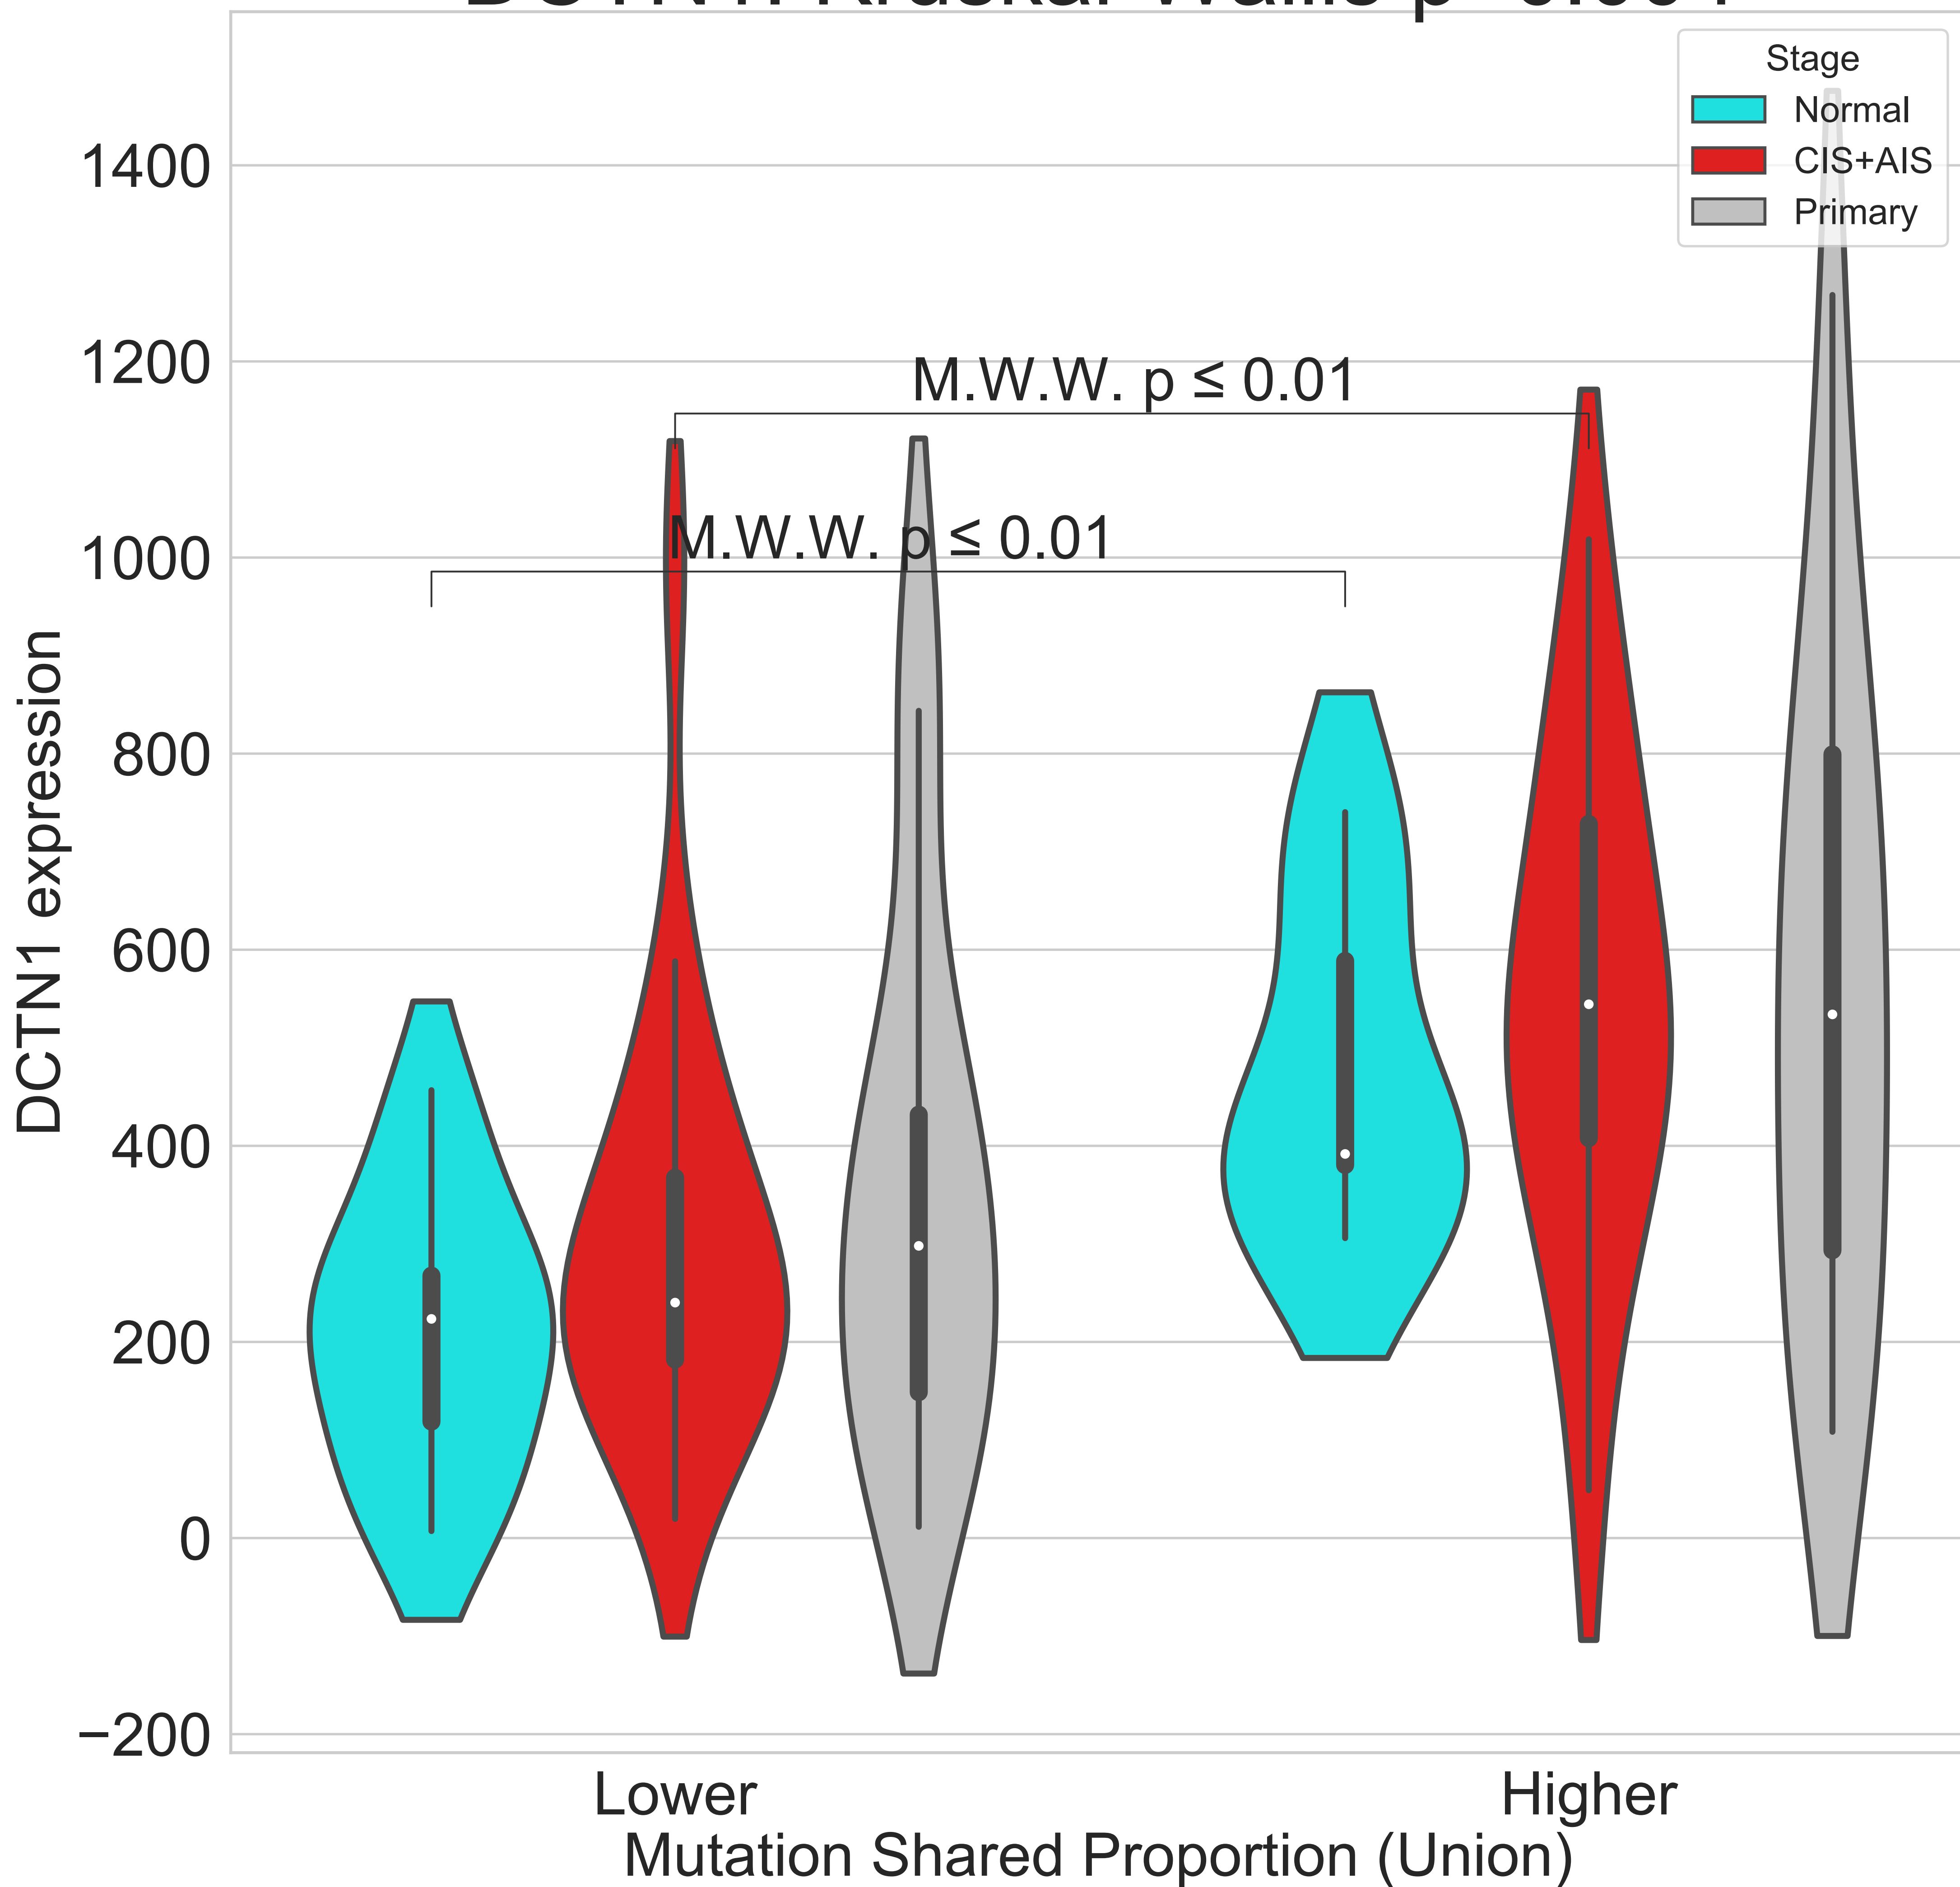 Stage
Normal
CIS+AIS
Primary
1400
1200
1000
800
600
400
200
0
−200
M.W.W. p ≤ 0.01
M.W.W. p ≤ 0.01
DCTN1 expression
Lower
Higher
Mutation Shared Proportion (Union)